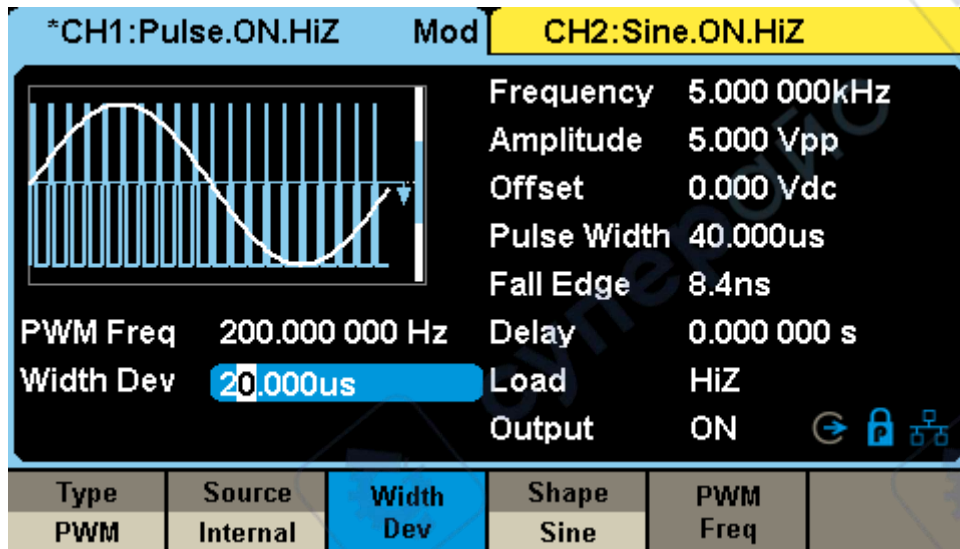 *CH1:Pulse.ON.HiZ Mod CH2:Sine.ON.HiZ
Frequency 5.000 000kHz
Amplitude 5.000 Vpp
Offset 0.000 Vdc
Pulse Width 40.000us
Fall Edge 8.4ns
PWM Freq 200.000 000 Hz Delay 0.000 000 s
Width Dev 20.000us Load HiZ
Output ON P
Type Source Width Dev Shape PWM Freq
PWM Internal Sine
суперайс